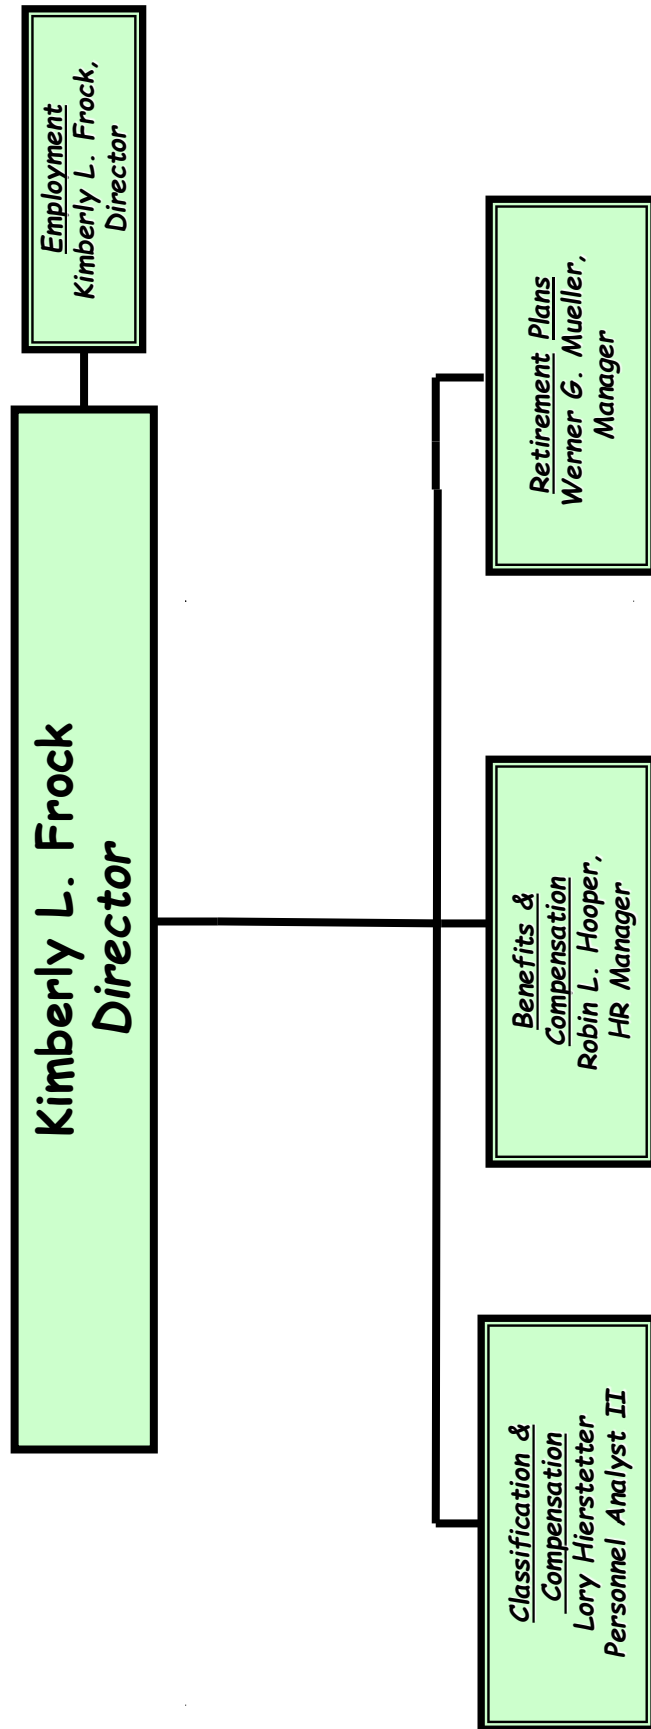 Kimberly L. Frock
Director
Employment
Kimberly L. Frock,
Director
Classification &
Compensation
Lory Hierstetter
Personnel Analyst II
Benefits &
Compensation
Robin L. Hooper,
HR Manager
Retirement Plans
Werner G. Mueller,
Manager